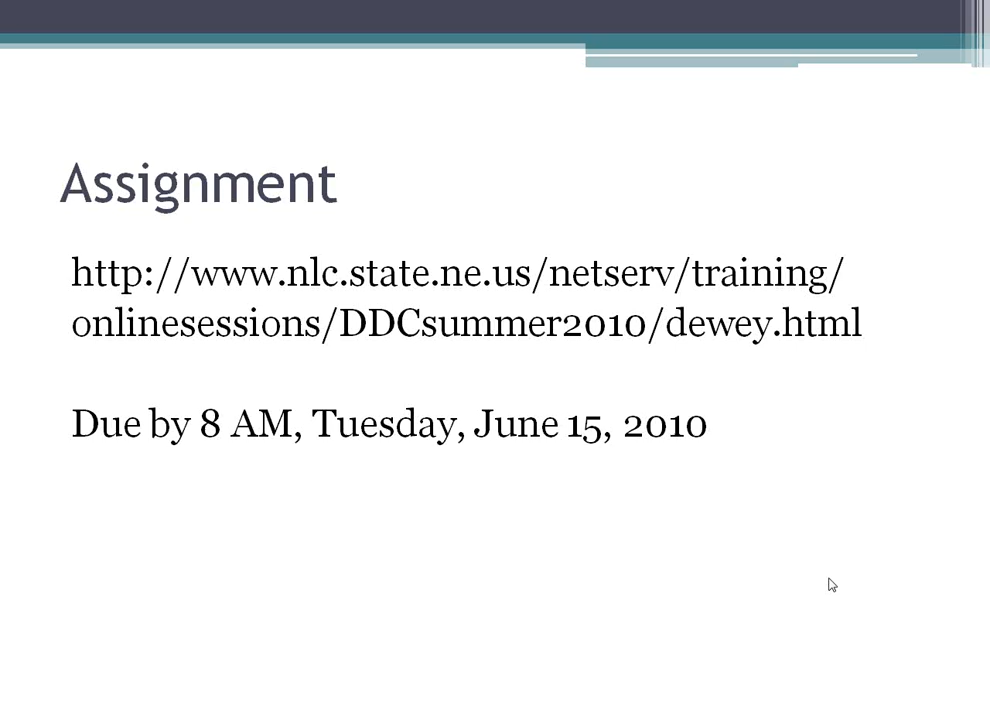 Assignment
http://www.nlc.state.ne.us/netserv/training/
onlinesessions/DDCsummer2010/dewey.html
Due by 8 AM, Tuesday, June 15, 2010